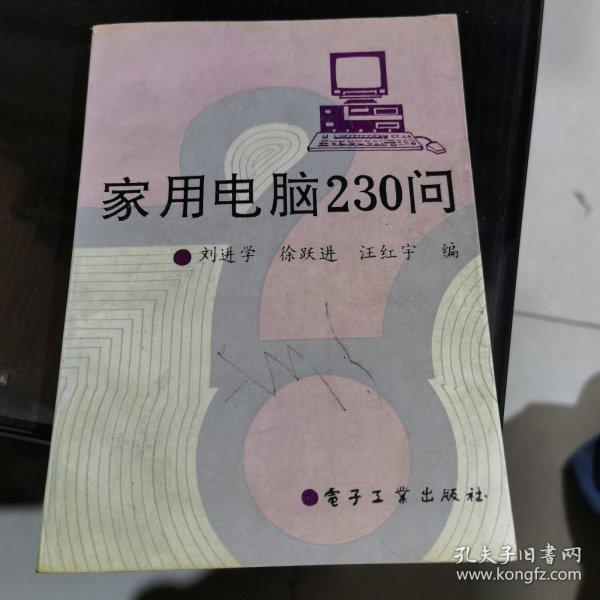 家用电脑230问
刘进学 徐跃进 汪红宇 编
電子工業出版社
孔夫子旧書网
www.kongfz.com